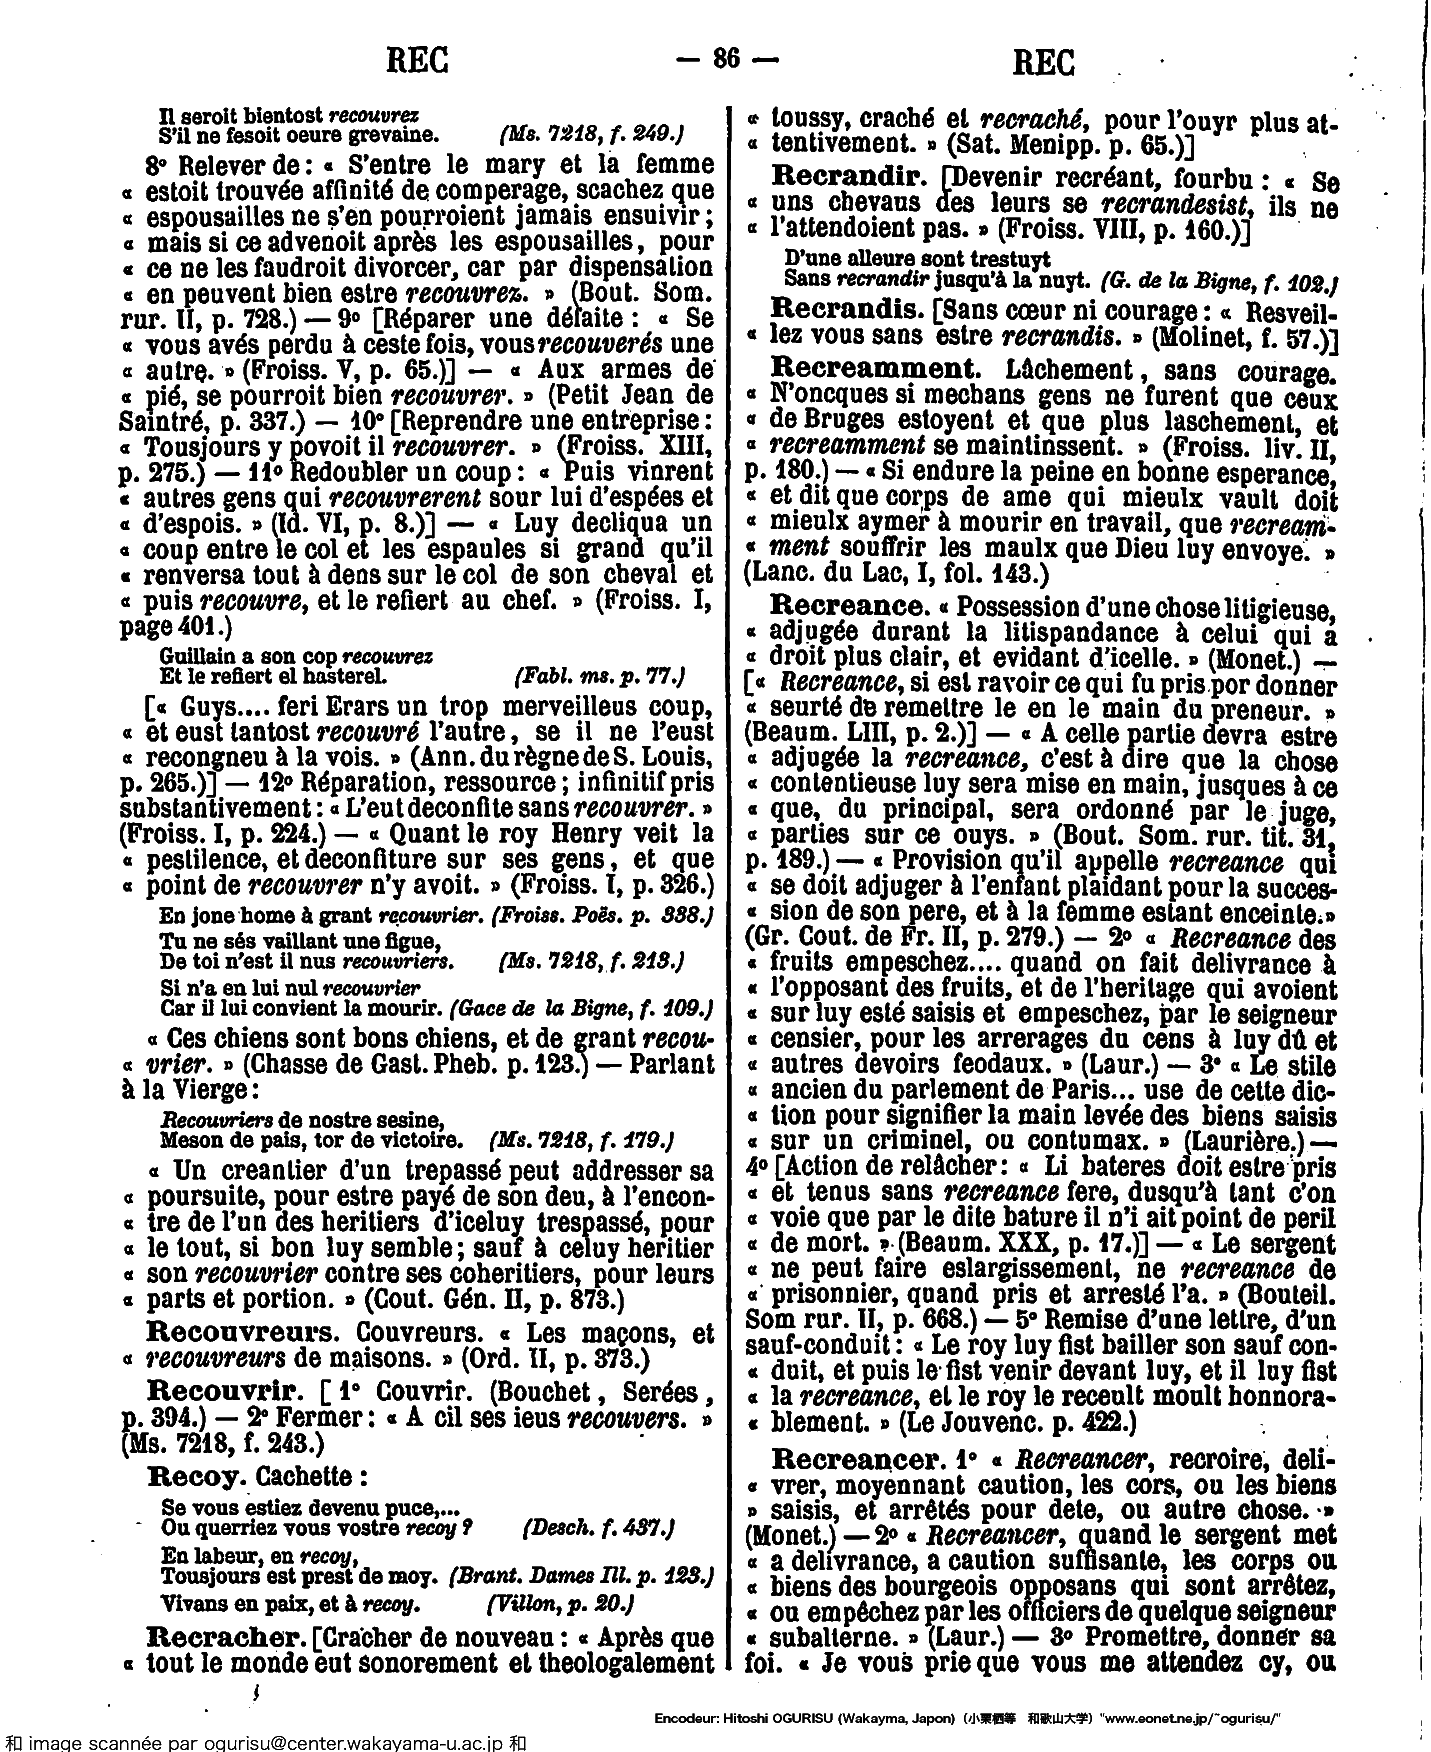 REC
— 86 —
REC
Il seroit bientost recouvrez
S'il ne fesoit oeure grevaine. (Ms. 7218, f. 249.)
8° Relever de : « S'entre le mary et la femme
« estoit trouvée affinité de comperage, scachez que
« espousailles ne s'en pourroient jamais ensuivir ;
« mais si ce advenoit après les espousailles, pour
« ce ne les faudroit divorcer, car par dispensation
« en peuvent bien estre recouvrez. » (Bout. Som.
rur. II, p. 728.) — 9° [Réparer une défaite : « Se
« vous avés perdu à ceste fois, vous recouverés une
« autre. » (Froiss. V, p. 65.)] — « Aux armes de
« pié, se pourroit bien recouvrer. » (Petit Jean de
Saintré, p. 337.) — 10° [Reprendre une entreprise :
« Tousjours y povoit il recouvrer. » (Froiss. XIII,
p. 275.) — 11° Redoubler un coup : « Puis vinrent
« autres gens qui recouvrerent sour lui d'espées et
« d'espois. » (Id. VI, p. 8.)] — « Luy decliqua un
« coup entre le col et les espaules si grand qu'il
« renversa tout à dens sur le col de son cheval et
« puis recouvre, et le refiert au chef. » (Froiss. I,
page 401.)
Guillain a son cop recouvrez
Et le refiert el hasterel. (Fabl. ms. p. 77.)
[« Guys.... feri Erars un trop merveilleus coup,
« et eust tantost recouvré l'autre, se il ne l'eust
« recongneu à la vois. » (Ann. du règne de S. Louis,
p. 265.)] — 12° Réparation, ressource ; infinitif pris
substantivement : « L'eut deconfite sans recouvrer. »
(Froiss. I, p. 224.) — « Quant le roy Henry veit la
« pestilence, et deconfiture sur ses gens, et que
« point de recouvrer n'y avoit. » (Froiss. I, p. 326.)
En jone home à grant recouvrier. (Froiss. Poës. p. 338.)
Tu ne sés vaillant une figue,
De toi n'est il nus recouvriers. (Ms. 7218, f. 213.)
Si n'a en lui nul recouvrier
Car il lui convient la mourir. (Gace de la Bigne, f. 109.)
« Ces chiens sont bons chiens, et de grant recou-
« vrier. » (Chasse de Gast. Pheb. p. 123.) — Parlant
à la Vierge :
Recouvriers de nostre sesine,
Meson de pais, tor de victoire. (Ms. 7218, f. 179.)
« Un creantier d'un trepassé peut addresser sa
« poursuite, pour estre payé de son deu, à l'encon-
« tre de l'un des heritiers d'iceluy trespassé, pour
« le tout, si bon luy semble ; sauf à celuy heritier
« son recouvrier contre ses coheritiers, pour leurs
« parts et portion. » (Cout. Gén. II, p. 873.)
Recouvreurs. Couvreurs. « Les maçons, et
« recouvreurs de maisons. » (Ord. II, p. 373.)
Recouvrir. [ 1° Couvrir. (Bouchet, Serées,
p. 394.) — 2° Fermer : « A cil ses ieus recouvers. »
(Ms. 7218, f. 243.)
Recoy. Cachette :
Se vous estiez devenu puce,...
Ou querriez vous vostre recoy ? (Desch. f. 437.)
En labeur, en recoy,
Tousjours est prest de moy. (Brant. Dames Ill. p. 123.)
Vivans en paix, et à recoy. (Villon, p. 20.)
Recracher. [Cracher de nouveau : « Après que
« tout le monde eut sonorement et theologalement
« toussy, craché et recraché, pour l'ouyr plus at-
« tentivement. » (Sat. Menipp. p. 65.)]
Recrandir. [Devenir recréant, fourbu : « Se
« uns chevaus des leurs se recrandesist, ils ne
« l'attendoient pas. » (Froiss. VIII, p. 160.)]
D'une alleure sont trestuyt
Sans recrandir jusqu'à la nuyt. (G. de la Bigne, f. 102.)
Recrandis. [Sans cœur ni courage : « Resveil-
« lez vous sans estre recrandis. » (Molinet, f. 57.)]
Recreamment. Lâchement, sans courage.
« N'oncques si mechans gens ne furent que ceux
« de Bruges estoyent et que plus laschement, et
« recreamment se maintinssent. » (Froiss. liv. II,
p. 180.) — « Si endure la peine en bonne esperance,
« et dit que corps de ame qui mieulx vault doit
« mieulx aymer à mourir en travail, que recream-
« ment souffrir les maulx que Dieu luy envoye. »
(Lanc. du Lac, I, fol. 143.)
Recreance. « Possession d'une chose litigieuse,
« adjugée durant la litispandance à celui qui a
« droit plus clair, et evidant d'icelle. » (Monet.) —
[« Recreance, si est ravoir ce qui fu pris por donner
« seurté de remettre le en le main du preneur. »
(Beaum. LIII, p. 2.)] — « A celle partie devra estre
« adjugée la recreance, c'est à dire que la chose
« contentieuse luy sera mise en main, jusques à ce
« que, du principal, sera ordonné par le juge,
« parties sur ce ouys. » (Bout. Som. rur. tit. 31,
p. 189.) — « Provision qu'il appelle recreance qui
« se doit adjuger à l'enfant plaidant pour la succes-
« sion de son pere, et à la femme estant enceinte. »
(Gr. Cout. de Fr. II, p. 279.) — 2° « Recreance des
« fruits empeschez.... quand on fait delivrance à
« l'opposant des fruits, et de l'heritage qui avoient
« sur luy esté saisis et empeschez, par le seigneur
« censier, pour les arrerages du cens à luy dû et
« autres devoirs feodaux. » (Laur.) — 3° « Le stile
« ancien du parlement de Paris... use de cette dic-
« tion pour signifier la main levée des biens saisis
« sur un criminel, ou contumax. » (Laurière.) —
4° [Action de relâcher : « Li bateres doit estre pris
« et tenus sans recreance fere, dusqu'à tant c'on
« voie que par le dite bature il n'i ait point de peril
« de mort. » (Beaum. XXX, p. 17.)] — « Le sergent
« ne peut faire eslargissement, ne recreance de
« prisonnier, quand pris et arresté l'a. » (Bouteil.
Som rur. II, p. 668.) — 5° Remise d'une lettre, d'un
sauf-conduit : « Le roy luy fist bailler son sauf con-
« duit, et puis le fist venir devant luy, et il luy fist
« la recreance, et le roy le receult moult honnora-
« blement. » (Le Jouvenc. p. 422.)
Recreancer. 1° « Recreancer, recroire, deli-
« vrer, moyennant caution, les cors, ou les biens
» saisis, et arrêtés pour dete, ou autre chose. »
(Monet.) — 2° « Recreancer, quand le sergent met
« a delivrance, a caution suffisante, les corps ou
« biens des bourgeois opposans qui sont arrêtez,
« ou empéchez par les officiers de quelque seigneur
« subalterne. » (Laur.) — 3° Promettre, donner sa
foi. « Je vous prie que vous me attendez cy, ou
Encodeur: Hitoshi OGURISU (Wakayma, Japon) (小栗栖等 和歌山大学) "www.eonet.ne.jp/~ogurisu/"
和 image scannée par ogurisu@center.wakayama-u.ac.jp 和